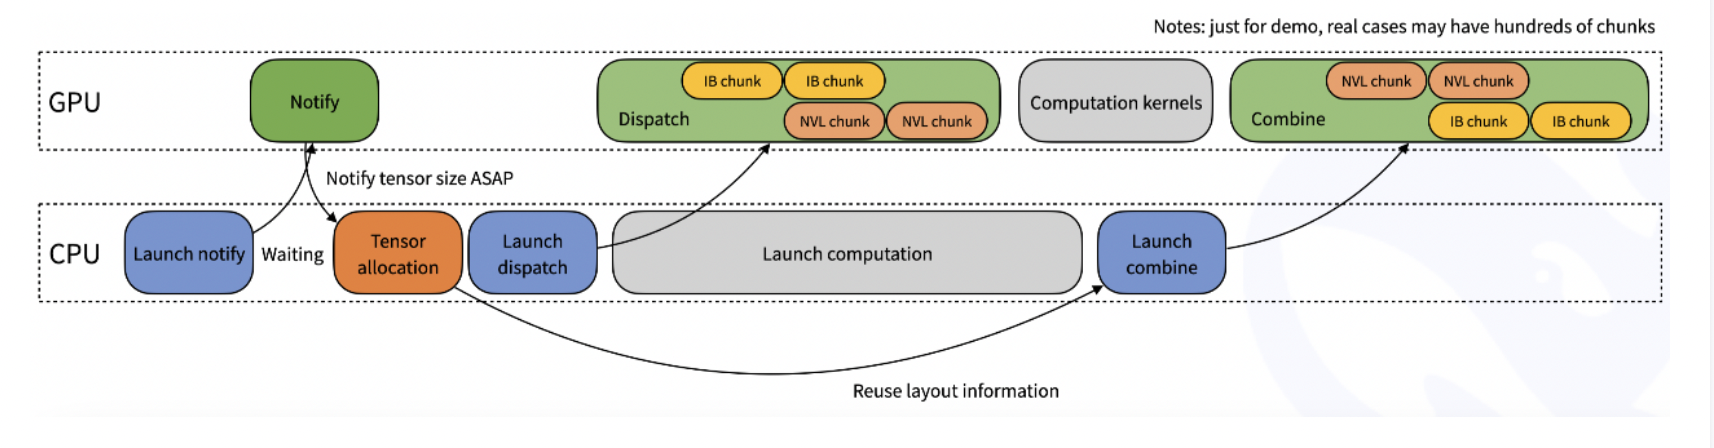 Notes: just for demo, real cases may have hundreds of chunks
GPU
Notify
Dispatch
IB chunk
IB chunk
NVL chunk
NVL chunk
Computation kernels
Combine
NVL chunk
NVL chunk
IB chunk
IB chunk
Notify tensor size ASAP
CPU
Launch notify
Waiting
Tensor
allocation
Launch
dispatch
Launch computation
Launch
combine
Reuse layout information